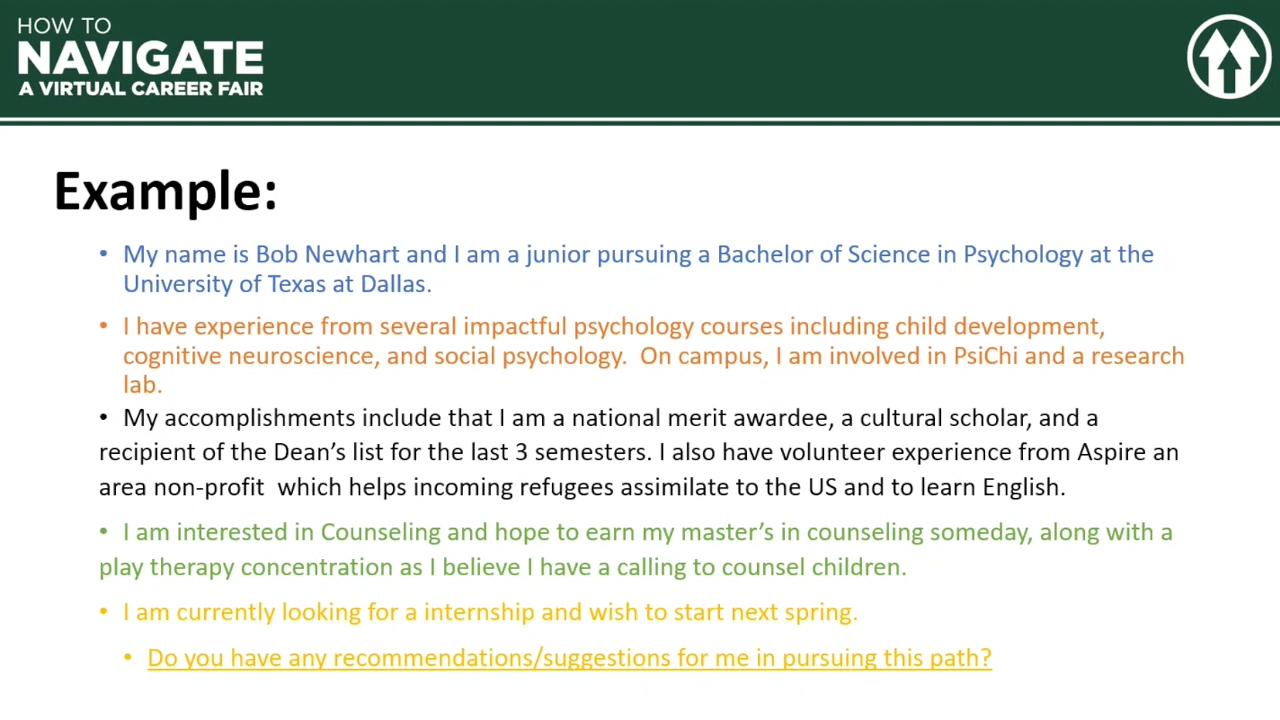 HOW TO
NAVIGATE
A VIRTUAL CAREER FAIR
Example:
• My name is Bob Newhart and I am a junior pursuing a Bachelor of Science in Psychology at the
University of Texas at Dallas.
• I have experience from several impactful psychology courses including child development,
cognitive neuroscience, and social psychology.  On campus, I am involved in PsiChi and a research
lab.
• My accomplishments include that I am a national merit awardee, a cultural scholar, and a
recipient of the Dean’s list for the last 3 semesters. I also have volunteer experience from Aspire an
area non-profit  which helps incoming refugees assimilate to the US and to learn English.
• I am interested in Counseling and hope to earn my master’s in counseling someday, along with a
play therapy concentration as I believe I have a calling to counsel children.
• I am currently looking for a internship and wish to start next spring.
• Do you have any recommendations/suggestions for me in pursuing this path?